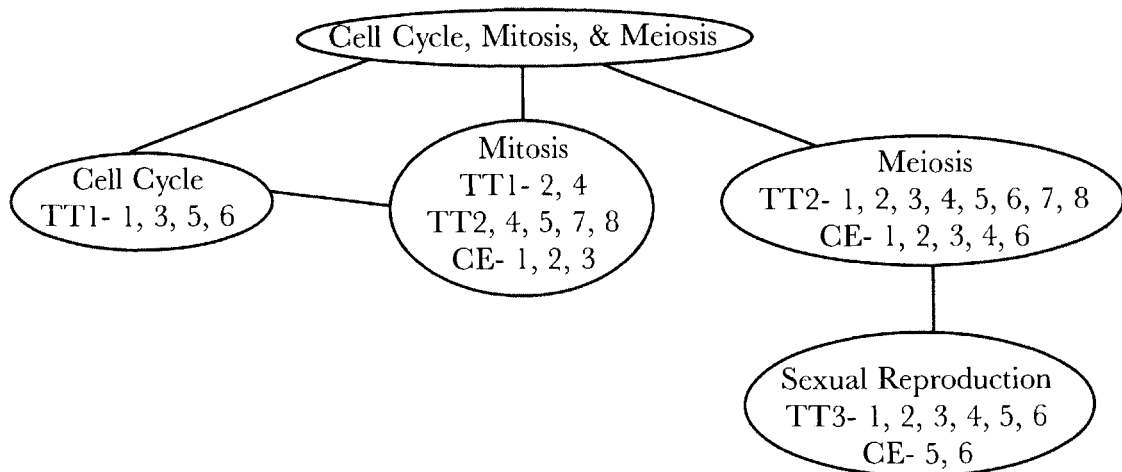 Cell Cycle, Mitosis, & Meiosis
Cell Cycle
TT1- 1, 3, 5, 6
Mitosis
TT1- 2, 4
TT2, 4, 5, 7, 8
CE- 1, 2, 3
Meiosis
TT2- 1, 2, 3, 4, 5, 6, 7, 8
CE- 1, 2, 3, 4, 6
Sexual Reproduction
TT3- 1, 2, 3, 4, 5, 6
CE- 5, 6